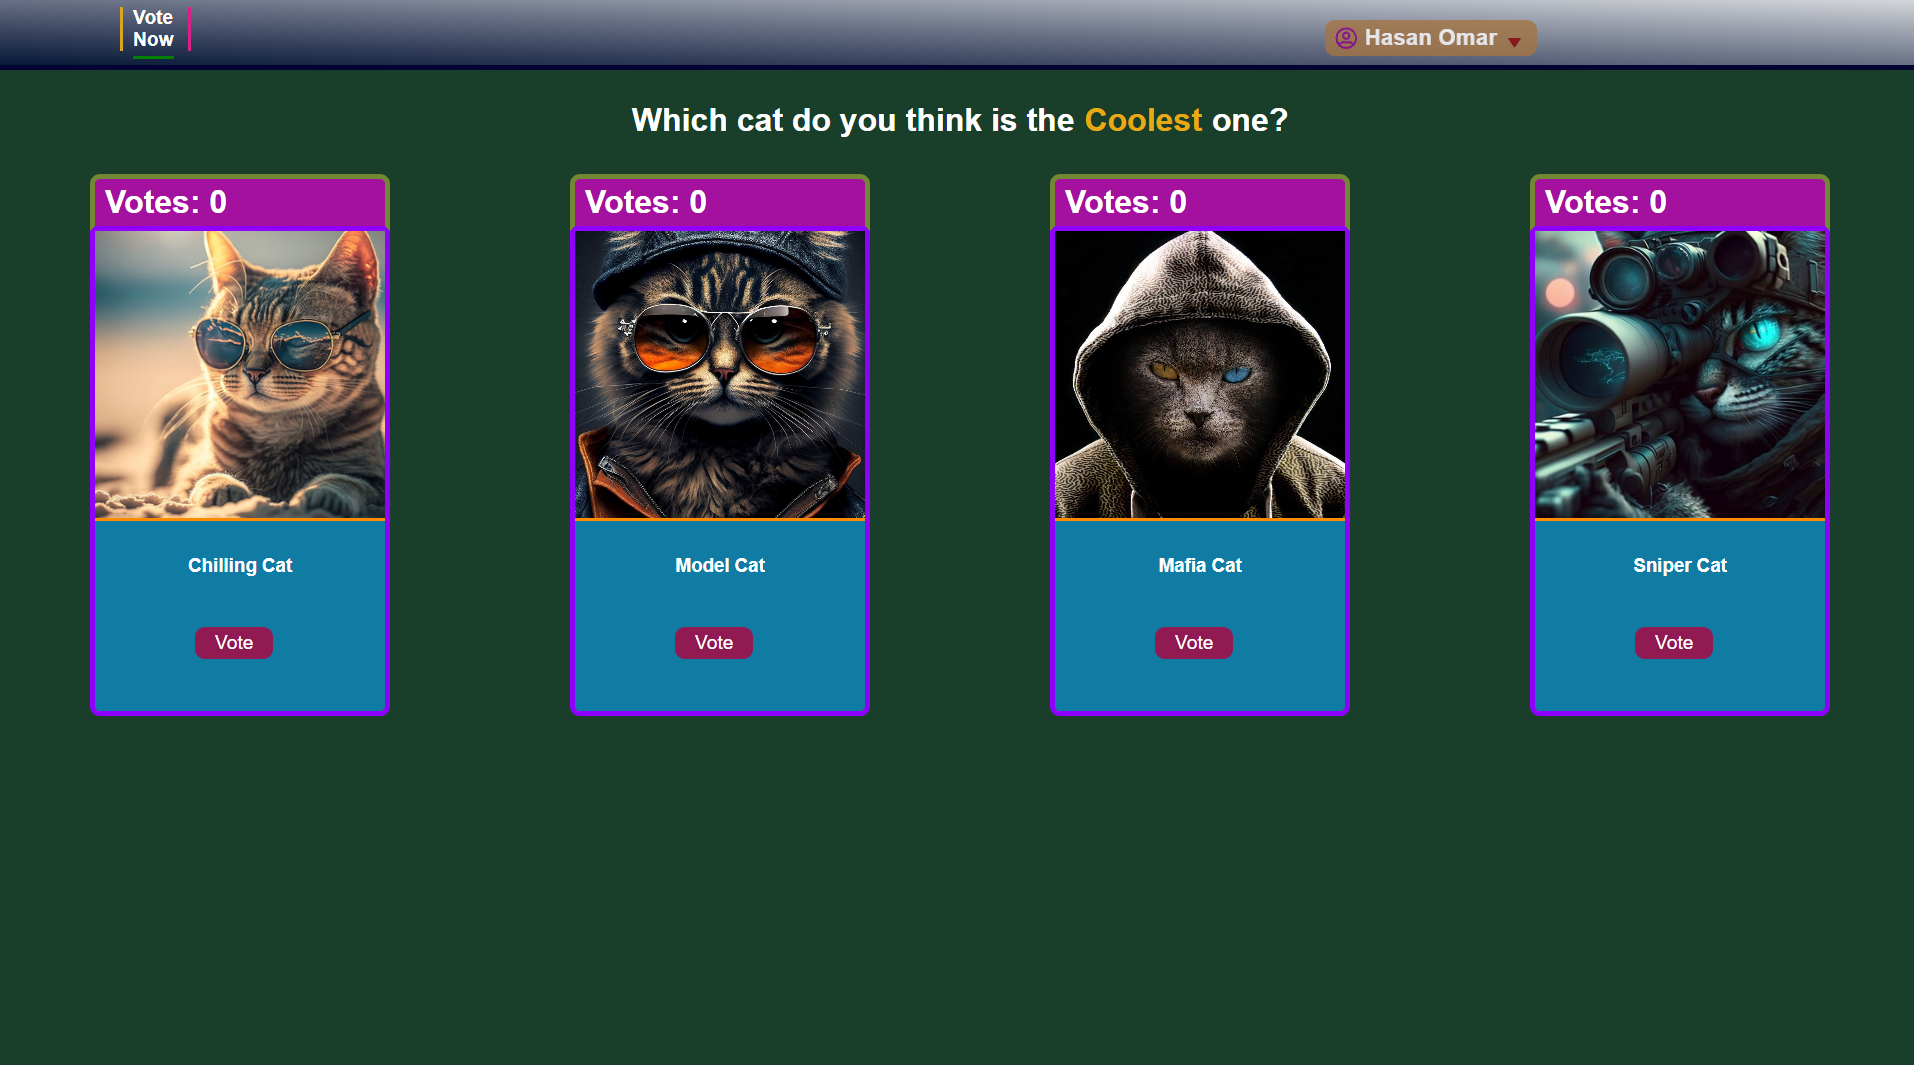 Vote
Now
Hasan Omar
Which cat do you think is the Coolest one?
Votes: 0
Votes: 0
Votes: 0
Votes: 0
Chilling Cat
Model Cat
Mafia Cat
Sniper Cat
Vote
Vote
Vote
Vote